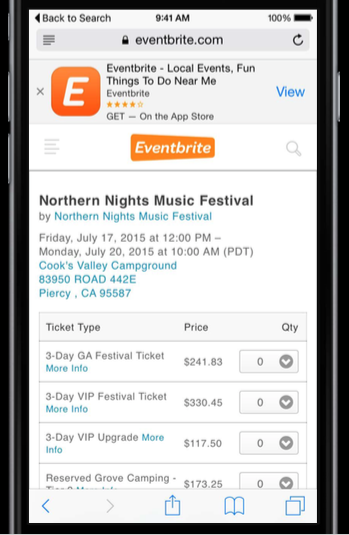 Back to Search 9:41 AM 100%
eventbrite.com
Eventbrite - Local Events, Fun
Things To Do Near Me
Eventbrite
GET — On the App Store
View
E
Eventbrite
Northern Nights Music Festival
by Northern Nights Music Festival
Friday, July 17, 2015 at 12:00 PM –
Monday, July 20, 2015 at 10:00 AM (PDT)
Cook's Valley Campground
83950 ROAD 442E
Piercy , CA 95587
Ticket Type Price Qty
3-Day GA Festival Ticket
More Info
$241.83 0
3-Day VIP Festival Ticket
More Info
$330.45 0
3-Day VIP Upgrade More
Info
$117.50 0
Reserved Grove Camping -
$173.25 0